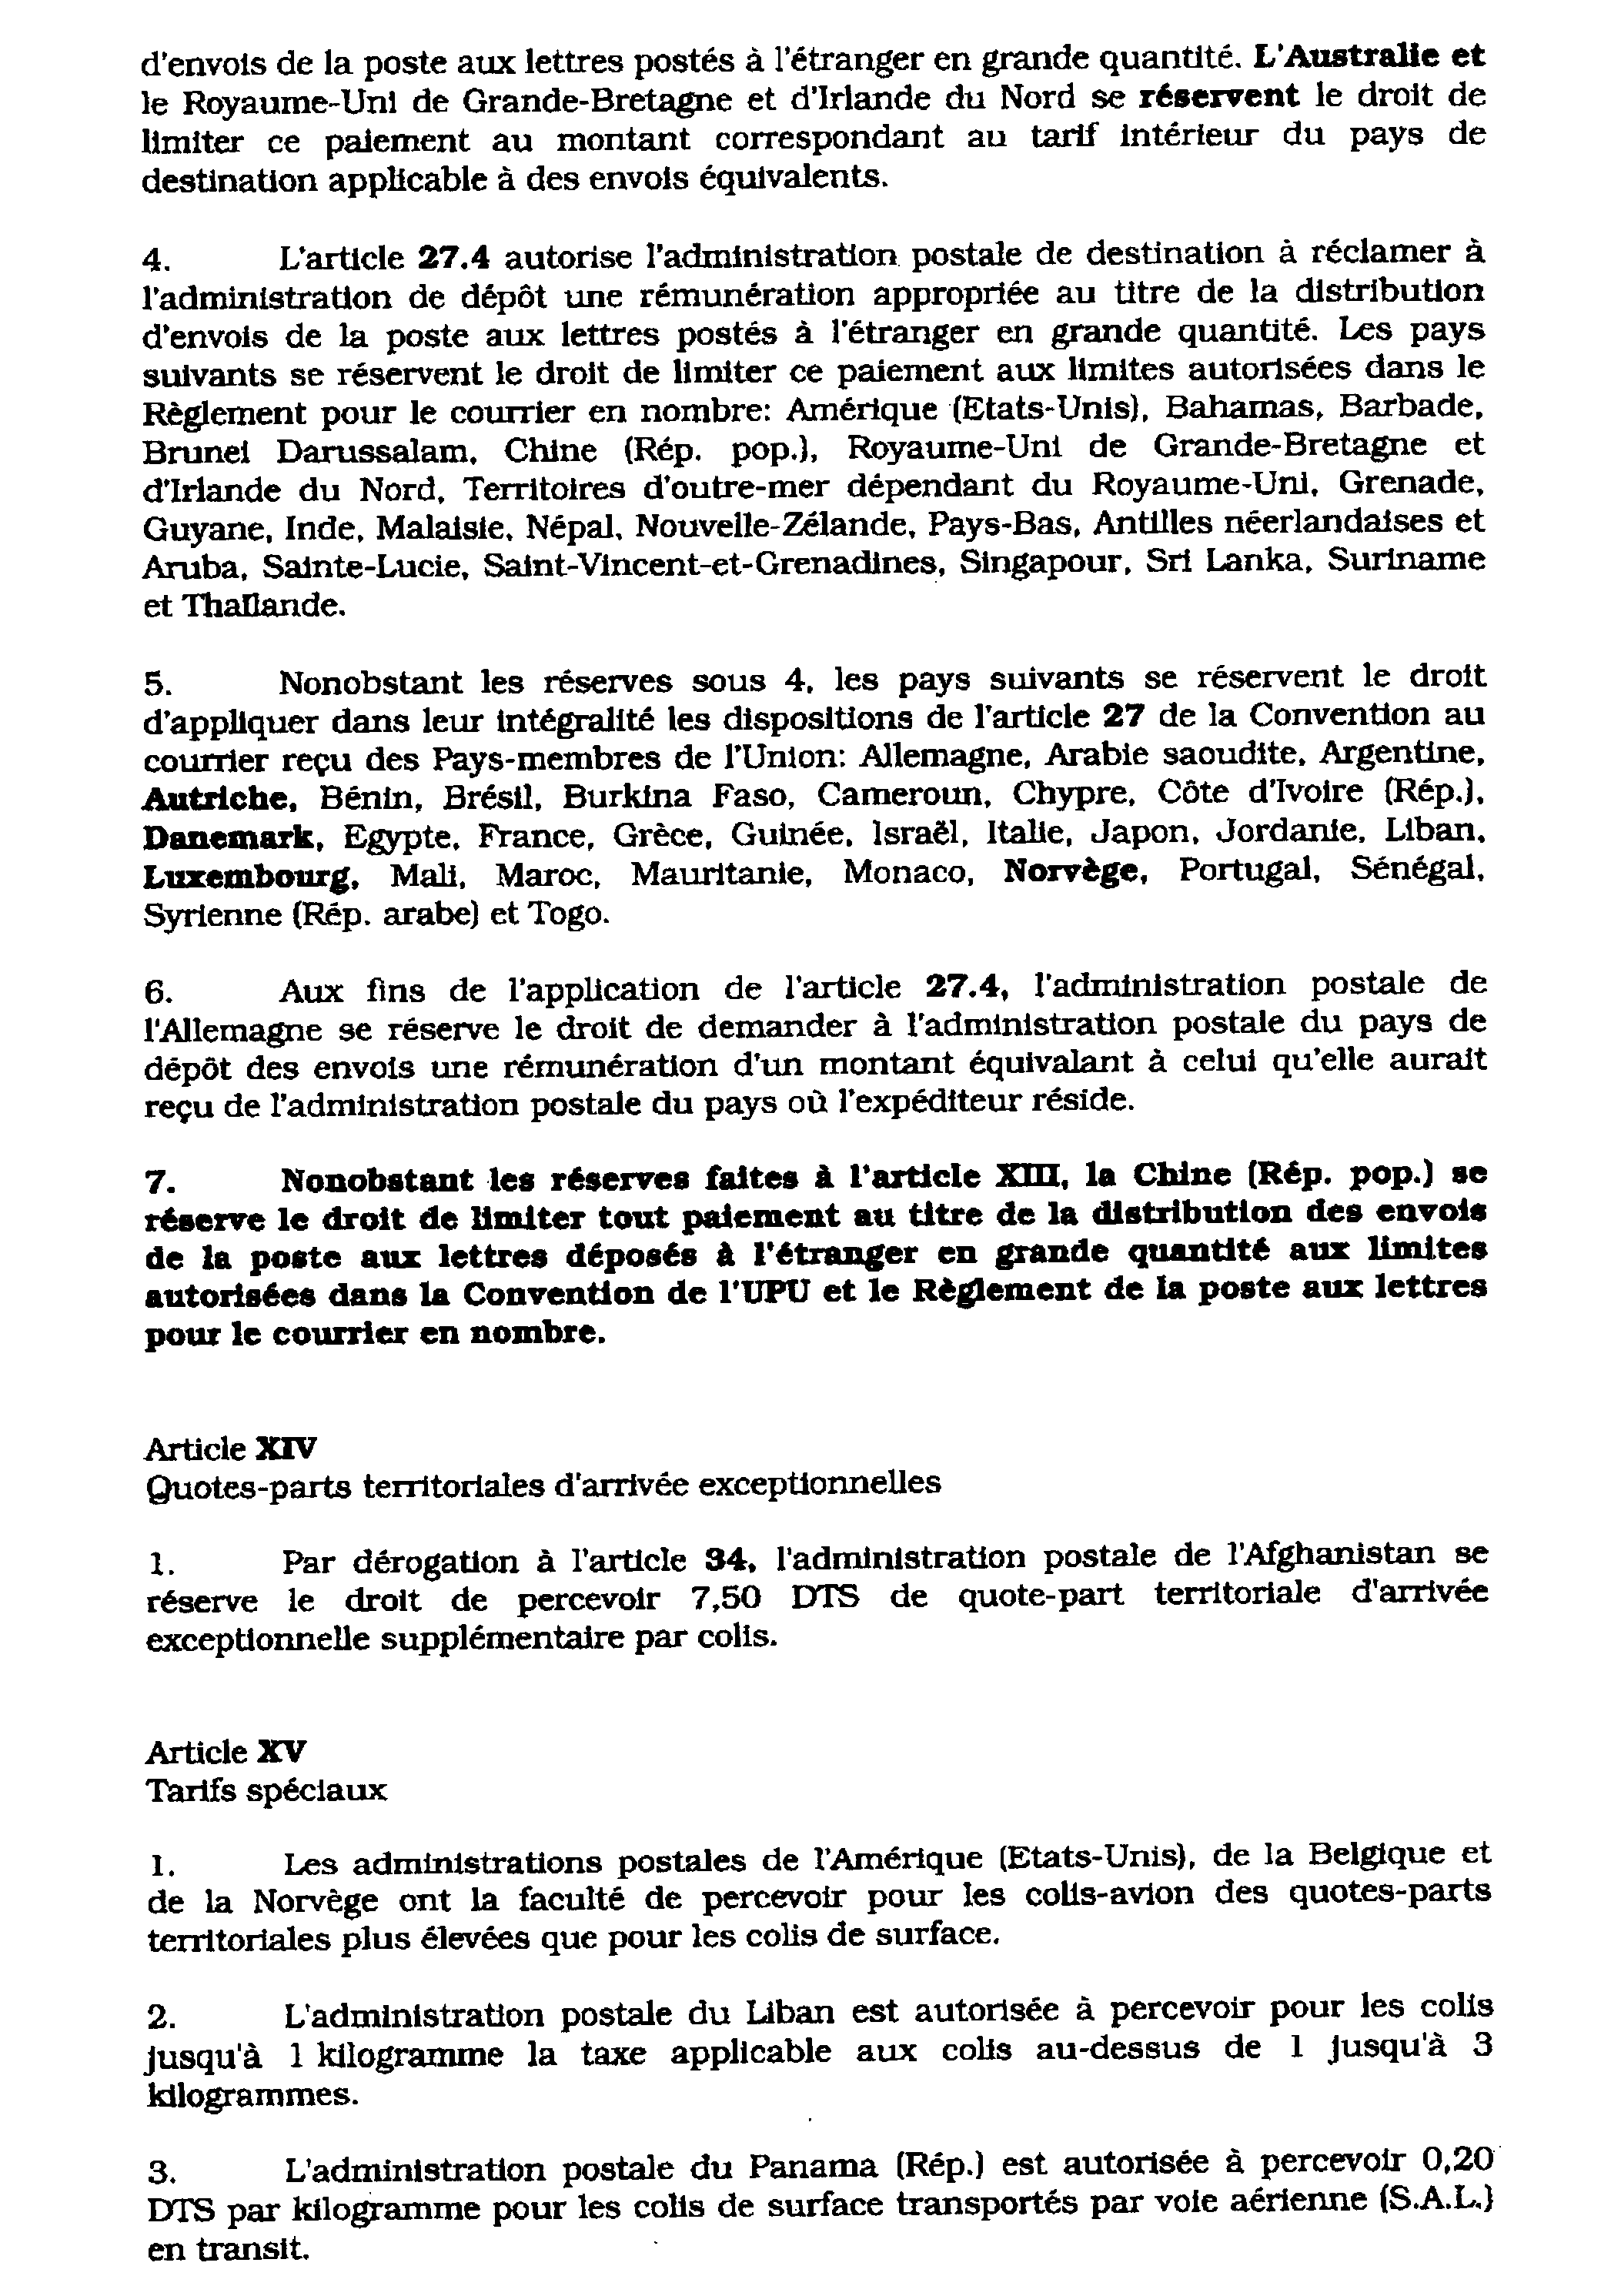 d'envois de la poste aux lettres postés à l'étranger en grande quantité. L'Australie et
le Royaume-Uni de Grande-Bretagne et d'Irlande du Nord se réservent le droit de
limiter ce paiement au montant correspondant au tarif intérieur du pays de
destination applicable à des envois équivalents.
4. L'article 27.4 autorise l'administration postale de destination à réclamer à
l'administration de dépôt une rémunération appropriée au titre de la distribution
d'envois de la poste aux lettres postés à l'étranger en grande quantité. Les pays
suivants se réservent le droit de limiter ce paiement aux limites autorisées dans le
Règlement pour le courrier en nombre: Amérique (Etats-Unis), Bahamas, Barbade,
Brunei Darussalam, Chine (Rép. pop.), Royaume-Uni de Grande-Bretagne et
d'Irlande du Nord, Territoires d'outre-mer dépendant du Royaume-Uni, Grenade,
Guyane, Inde, Malaisie, Népal, Nouvelle-Zélande, Pays-Bas, Antilles néerlandaises et
Aruba, Sainte-Lucie, Saint-Vincent-et-Grenadines, Singapour, Sri Lanka, Suriname
et Thaïlande.
5. Nonobstant les réserves sous 4, les pays suivants se réservent le droit
d'appliquer dans leur intégralité les dispositions de l'article 27 de la Convention au
courrier reçu des Pays-membres de l'Union: Allemagne, Arabie saoudite, Argentine,
Autriche, Bénin, Brésil, Burkina Faso, Cameroun, Chypre, Côte d'Ivoire (Rép.),
Danemark, Egypte, France, Grèce, Guinée, Israël, Italie, Japon, Jordanie, Liban,
Luxembourg, Mali, Maroc, Mauritanie, Monaco, Norvège, Portugal, Sénégal,
Syrienne (Rép. arabe) et Togo.
6. Aux fins de l'application de l'article 27.4, l'administration postale de
l'Allemagne se réserve le droit de demander à l'administration postale du pays de
dépôt des envois une rémunération d'un montant équivalant à celui qu'elle aurait
reçu de l'administration postale du pays où l'expéditeur réside.
7. Nonobstant les réserves faites à l'article XIII, la Chine (Rép. pop.) se
réserve le droit de limiter tout paiement au titre de la distribution des envois
de la poste aux lettres déposés à l'étranger en grande quantité aux limites
autorisées dans la Convention de l'UPU et le Règlement de la poste aux lettres
pour le courrier en nombre.
Article XIV
Quotes-parts territoriales d'arrivée exceptionnelles
1. Par dérogation à l'article 34, l'administration postale de l'Afghanistan se
réserve le droit de percevoir 7,50 DTS de quote-part territoriale d'arrivée
exceptionnelle supplémentaire par colis.
Article XV
Tarifs spéciaux
1. Les administrations postales de l'Amérique (Etats-Unis), de la Belgique et
de la Norvège ont la faculté de percevoir pour les colis-avion des quotes-parts
territoriales plus élevées que pour les colis de surface.
2. L'administration postale du Liban est autorisée à percevoir pour les colis
jusqu'à 1 kilogramme la taxe applicable aux colis au-dessus de 1 jusqu'à 3
kilogrammes.
3. L'administration postale du Panama (Rép.) est autorisée à percevoir 0,20
DTS par kilogramme pour les colis de surface transportés par voie aérienne (S.A.L.)
en transit.